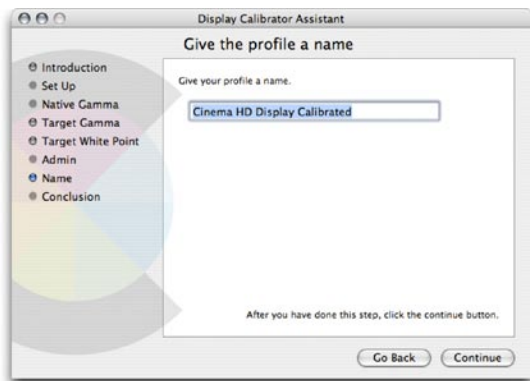 Display Calibrator Assistant
Give the profile a name
Introduction
Set Up
Native Gamma
Target Gamma
Target White Point
Admin
Name
Conclusion
Give your profile a name.
Cinema HD Display Calibrated
After you have done this step, click the continue button.
Go Back
Continue